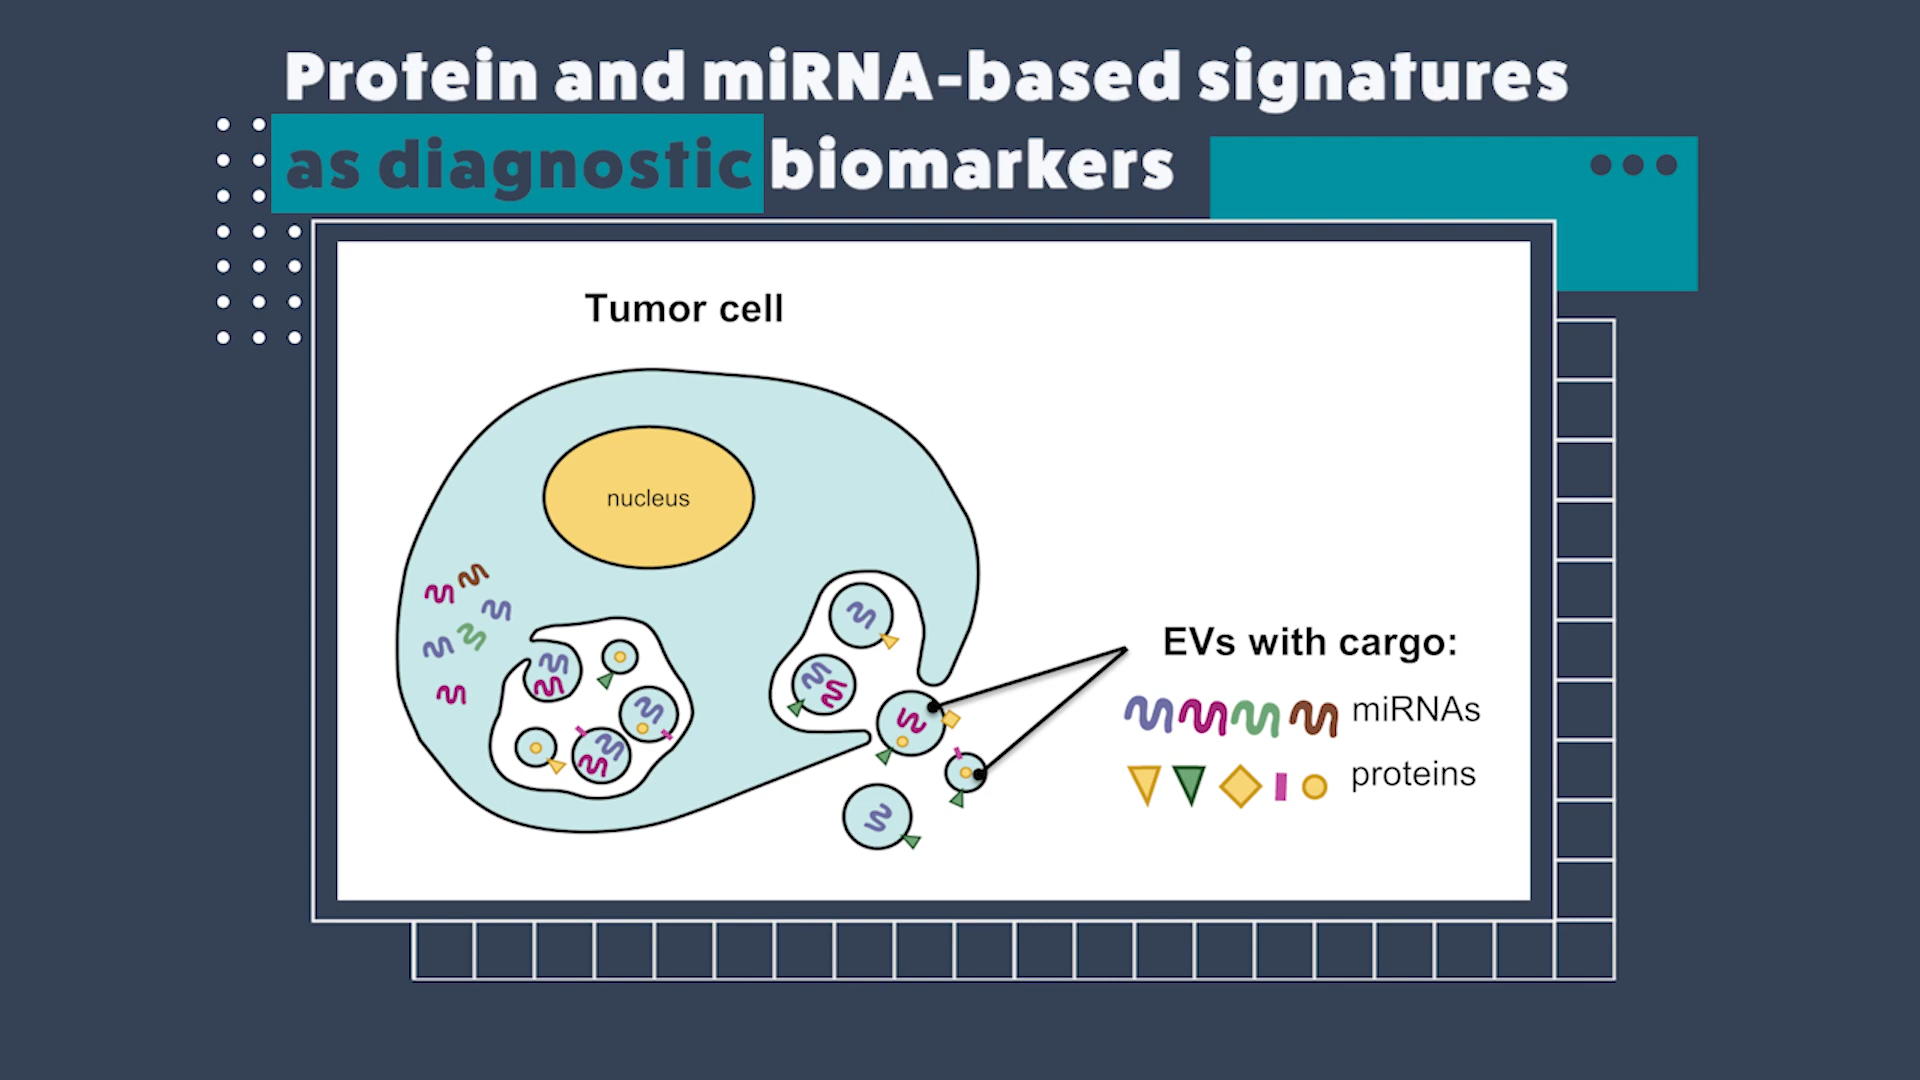 Protein and miRNA-based signatures
as diagnostic biomarkers
Tumor cell
nucleus
EVs with cargo:
miRNAs
proteins